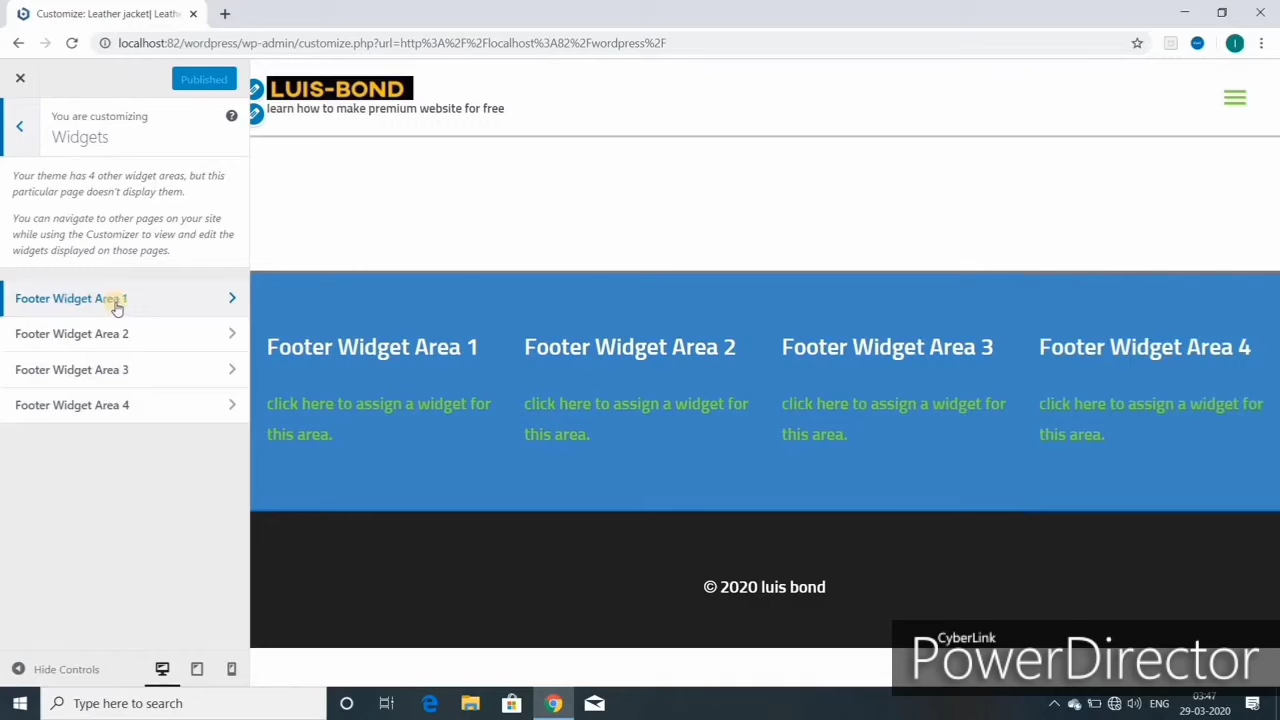 Customize: Leather jacket| Leath
localhost:82/wordpress/wp-admin/customize.php?url=http%3A%2F%2Flocalhost%3A82%2Fwordpress%2F
Published
You are customizing
Widgets
Your theme has 4 other widget areas, but this
particular page doesn't display them.
You can navigate to other pages on your site
while using the Customizer to view and edit the
widgets displayed on those pages.
Footer Widget Area 1
Footer Widget Area 2
Footer Widget Area 3
Footer Widget Area 4
Hide Controls
LUIS-BOND
learn how to make premium website for free
Footer Widget Area 1
click here to assign a widget for
this area.
Footer Widget Area 2
click here to assign a widget for
this area.
Footer Widget Area 3
click here to assign a widget for
this area.
Footer Widget Area 4
click here to assign a widget for
this area.
© 2020 luis bond
CyberLink
PowerDirector
Type here to search
ENG
03:47
29-03-2020